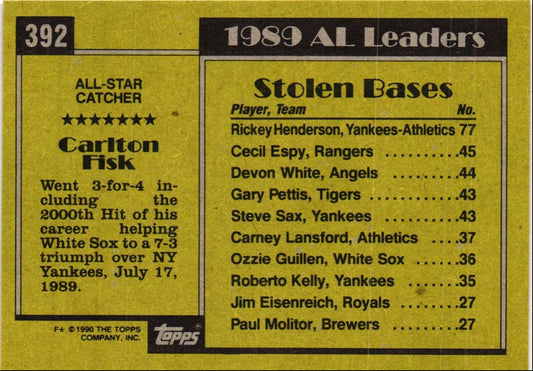 392
ALL-STAR
CATCHER
★★★★★★★
Carlton
Fisk
Went 3-for-4 in-
cluding the
2000th Hit of his
career helping
White Sox to a 7-3
triumph over NY
Yankees, July 17,
1989.
F★ © 1990 THE TOPPS
COMPANY, INC.
Topps
1989 AL Leaders
Stolen Bases
Player, Team No.
Rickey Henderson, Yankees-Athletics 77
Cecil Espy, Rangers ..........45
Devon White, Angels .........44
Gary Pettis, Tigers ...........43
Steve Sax, Yankees ..........43
Carney Lansford, Athletics ....37
Ozzie Guillen, White Sox ......36
Roberto Kelly, Yankees .......35
Jim Eisenreich, Royals ........27
Paul Molitor, Brewers .........27